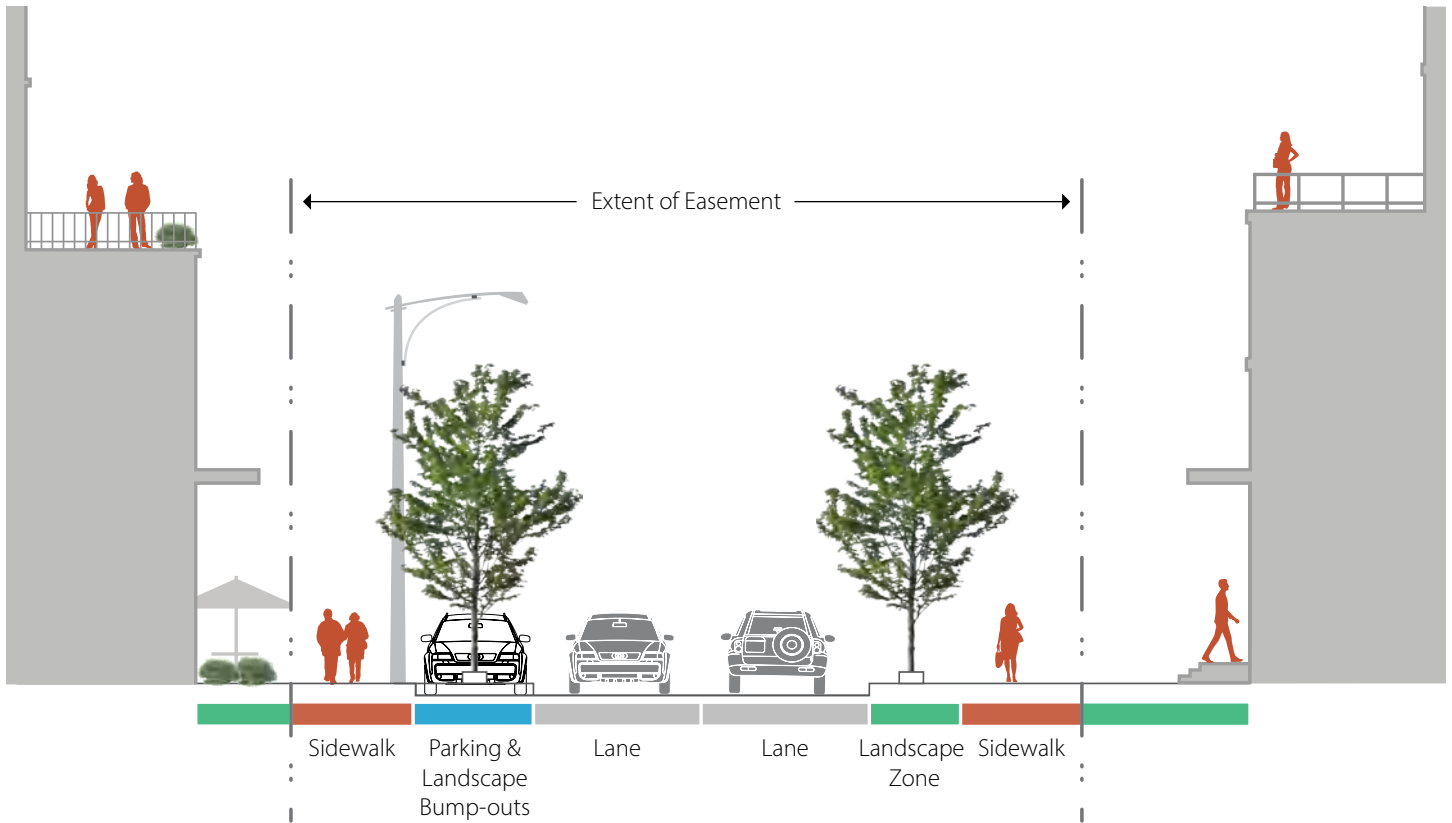 Extent of Easement
Sidewalk
Parking &
Landscape
Bump-outs
Lane
Lane
Landscape
Zone
Sidewalk